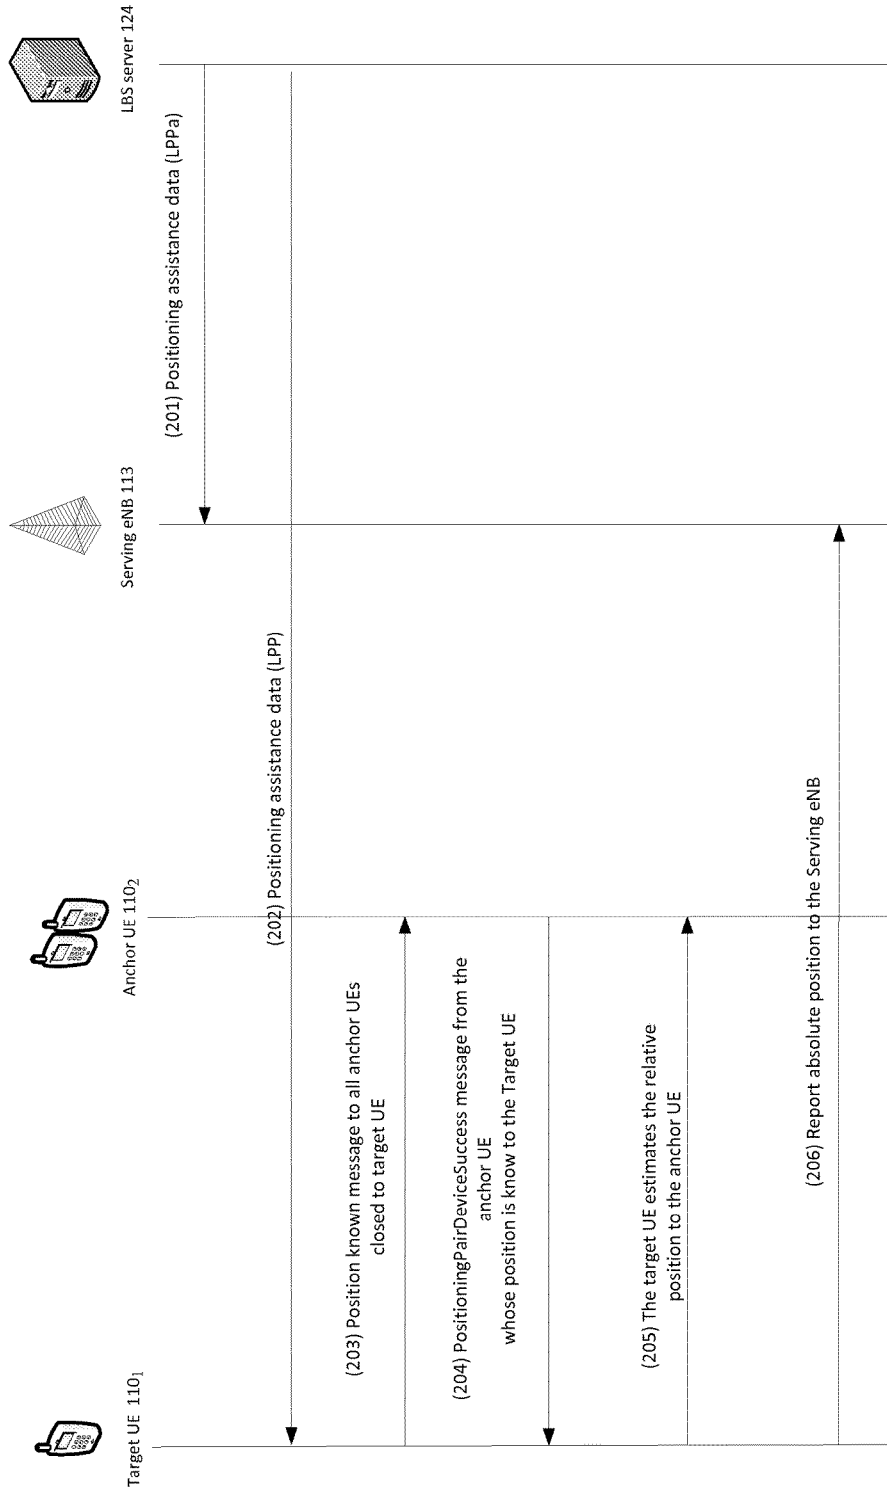 Target UE 110₁
Anchor UE 110₂
Serving eNB 113
LBS server 124
(201) Positioning assistance data (LPPa)
(202) Positioning assistance data (LPP)
(203) Position known message to all anchor UEs
closed to target UE
(204) PositioningPairDeviceSuccess message from the
anchor UE
whose position is know to the Target UE
(205) The target UE estimates the relative
position to the anchor UE
(206) Report absolute position to the Serving eNB